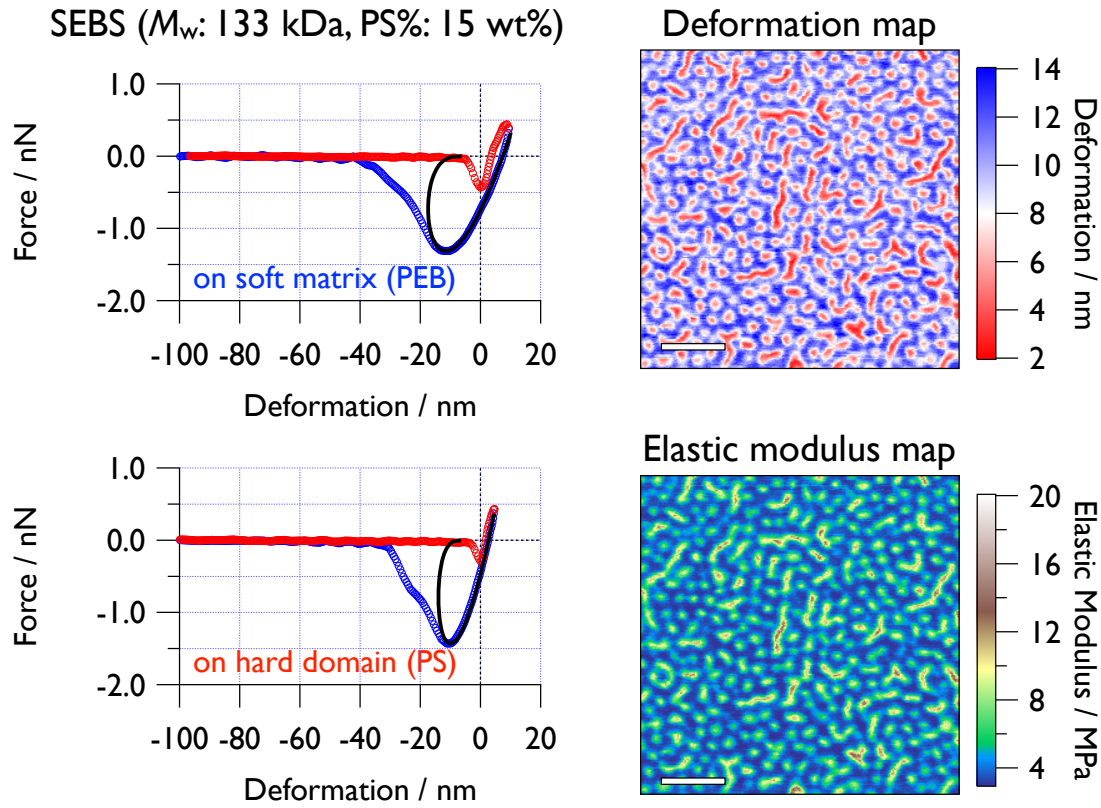 SEBS (Mw: 133 kDa, PS%: 15 wt%)
1.0
0.0
-1.0
-2.0
Force / nN
on soft matrix (PEB)
-100 -80 -60 -40 -20 0 20
Deformation / nm
Deformation map
14
12
10
8
6
4
2
Deformation / nm
1.0
0.0
-1.0
-2.0
Force / nN
on hard domain (PS)
-100 -80 -60 -40 -20 0 20
Deformation / nm
Elastic modulus map
20
16
12
8
4
Elastic Modulus / MPa